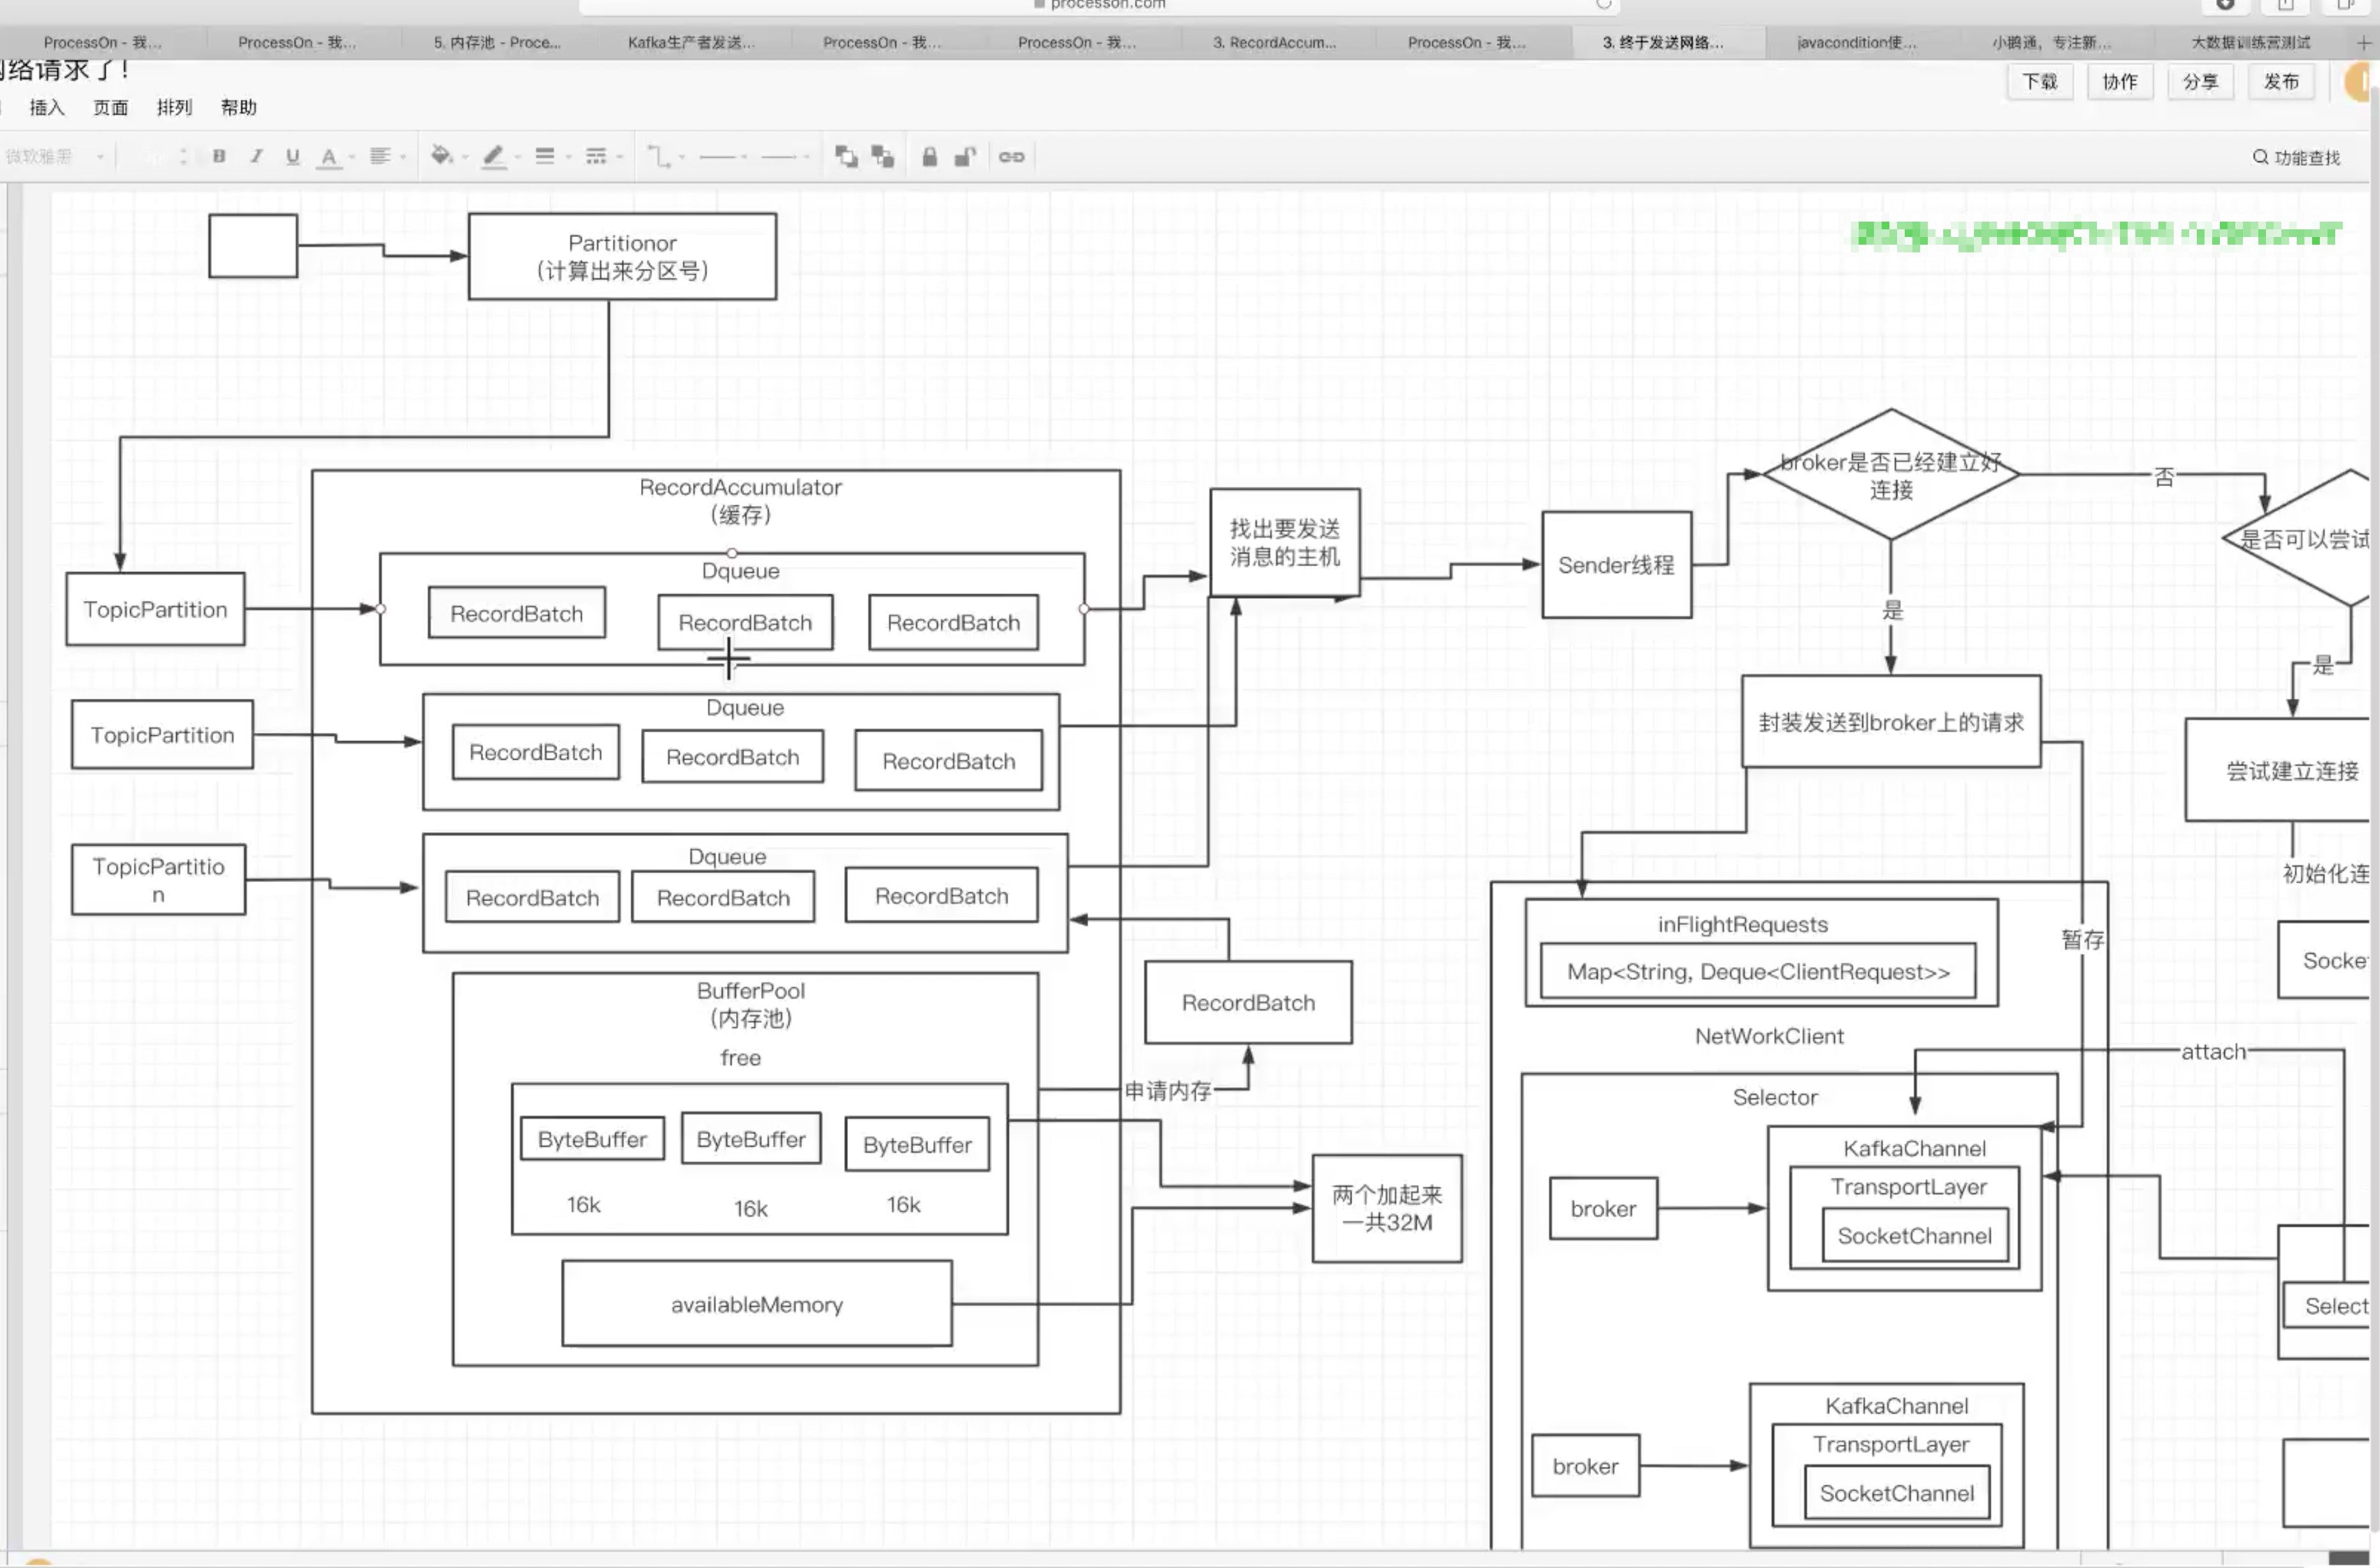 processon.com
ProcessOn - 我...
ProcessOn - 我...
5. 内存池 - Proce...
Kafka生产者发送...
ProcessOn - 我...
ProcessOn - 我...
3. RecordAccum...
ProcessOn - 我...
3. 终于发送网络...
javacondition使...
小鹅通，专注新...
大数据训练营测试
网络请求了！
下载
协作
分享
发布
插入
页面
排列
帮助
微软雅黑
功能查找
Partitionor
（计算出来分区号）
RecordAccumulator
（缓存）
TopicPartition
Dqueue
RecordBatch
RecordBatch
RecordBatch
TopicPartition
Dqueue
RecordBatch
RecordBatch
RecordBatch
TopicPartitio
n
Dqueue
RecordBatch
RecordBatch
RecordBatch
BufferPool
（内存池）
free
ByteBuffer
ByteBuffer
ByteBuffer
16k
16k
16k
availableMemory
申请内存
RecordBatch
两个加起来
一共32M
找出要发送
消息的主机
Sender线程
broker是否已经建立好
连接
否
是否可以尝试
是
是
封装发送到broker上的请求
尝试建立连接
初始化连
暂存
inFlightRequests
Map<String, Deque<ClientRequest>>
NetWorkClient
Socke
attach
Selector
KafkaChannel
TransportLayer
SocketChannel
broker
Select
KafkaChannel
TransportLayer
SocketChannel
broker